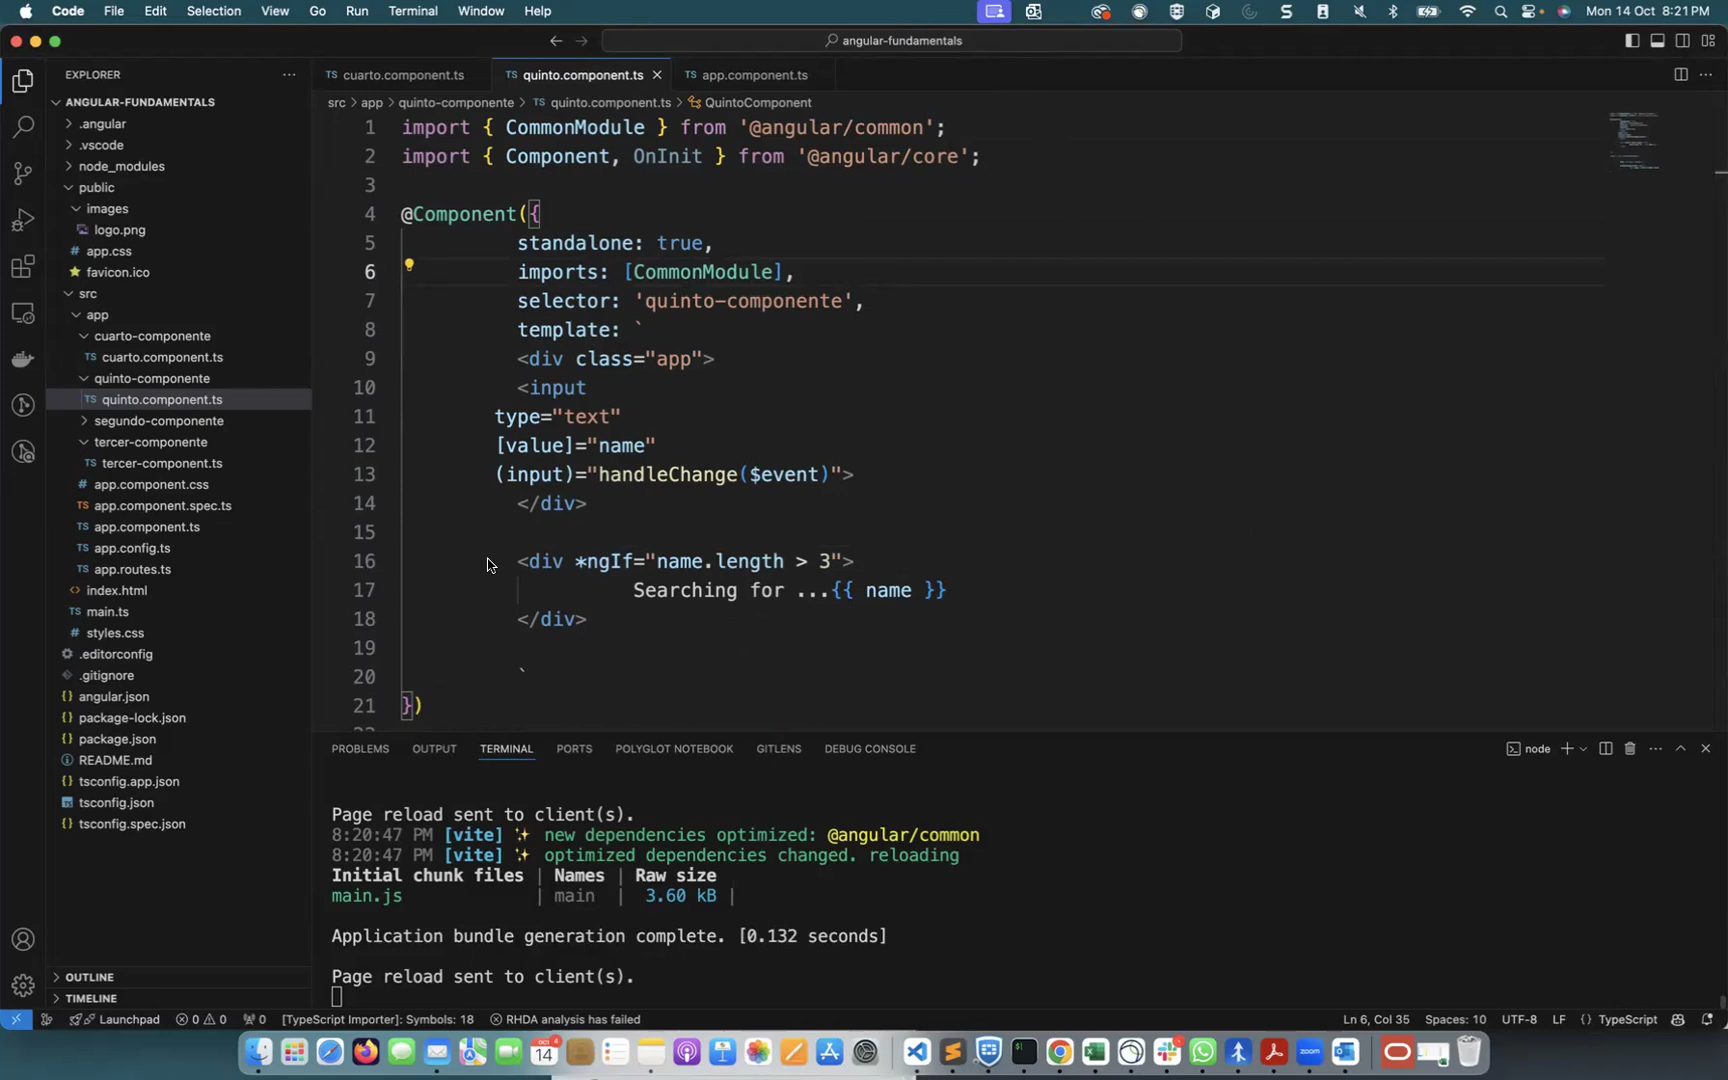 Code File Edit Selection View Go Run Terminal Window Help
Mon 14 Oct 8:21 PM
angular-fundamentals
EXPLORER
cuarto.component.ts
quinto.component.ts
app.component.ts
src > app > quinto-componente > quinto.component.ts > QuintoComponent
ANGULAR-FUNDAMENTALS
.angular
.vscode
node_modules
public
images
logo.png
app.css
favicon.ico
src
app
cuarto-componente
cuarto.component.ts
quinto-componente
quinto.component.ts
segundo-componente
tercer-componente
tercer-component.ts
app.component.css
app.component.spec.ts
app.component.ts
app.config.ts
app.routes.ts
index.html
main.ts
styles.css
.editorconfig
.gitignore
angular.json
package-lock.json
package.json
README.md
tsconfig.app.json
tsconfig.json
tsconfig.spec.json
OUTLINE
TIMELINE
1 import { CommonModule } from '@angular/common';
2 import { Component, OnInit } from '@angular/core';
3
4 @Component({
5 standalone: true,
6 imports: [CommonModule],
7 selector: 'quinto-componente',
8 template: `
9 <div class="app">
10 <input
11 type="text"
12 [value]="name"
13 (input)="handleChange($event)">
14 </div>
15
16 <div *ngIf="name.length > 3">
17 Searching for ...{{ name }}
18 </div>
19
20 `
21 })
PROBLEMS OUTPUT TERMINAL PORTS POLYGLOT NOTEBOOK GITLENS DEBUG CONSOLE
node
Page reload sent to client(s).
8:20:47 PM [vite] ✨ new dependencies optimized: @angular/common
8:20:47 PM [vite] ✨ optimized dependencies changed. reloading
Initial chunk files | Names | Raw size
main.js | main | 3.60 kB |
Application bundle generation complete. [0.132 seconds]
Page reload sent to client(s).
Launchpad 0 0 0 [TypeScript Importer]: Symbols: 18 RHDA analysis has failed
Ln 6, Col 35 Spaces: 10 UTF-8 LF {} TypeScript
OCT
14
zoom